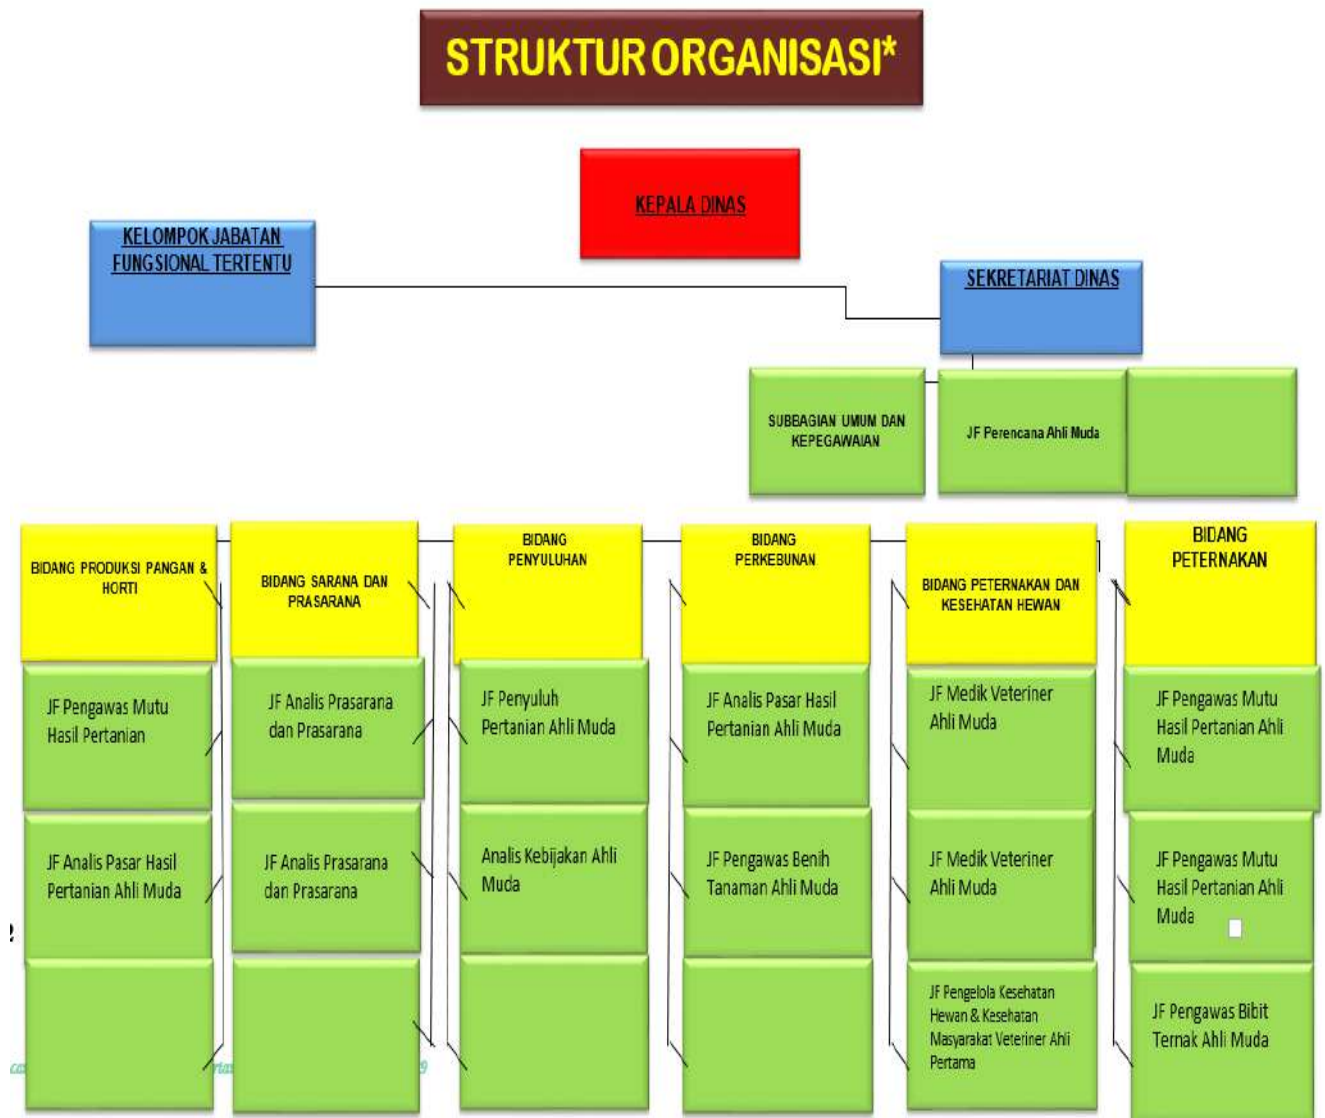 STRUKTUR ORGANISASI*
KEPALA DINAS
KELOMPOK JABATAN
FUNGSIONAL TERTENTU
SEKRETARIAT DINAS
SUBBAGIAN UMUM DAN
KEPEGAWAIAN
JF Perencana Ahli Muda
BIDANG PRODUKSI PANGAN &
HORTI
BIDANG SARANA DAN
PRASARANA
BIDANG
PENYULUHAN
BIDANG
PERKEBUNAN
BIDANG PETERNAKAN DAN
KESEHATAN HEWAN
BIDANG
PETERNAKAN
JF Pengawas Mutu
Hasil Pertanian
JF Analis Prasarana
dan Prasarana
JF Penyuluh
Pertanian Ahli Muda
JF Analis Pasar Hasil
Pertanian Ahli Muda
JF Medik Veteriner
Ahli Muda
JF Pengawas Mutu
Hasil Pertanian Ahli
Muda
JF Analis Pasar Hasil
Pertanian Ahli Muda
JF Analis Prasarana
dan Prasarana
Analis Kebijakan Ahli
Muda
JF Pengawas Benih
Tanaman Ahli Muda
JF Medik Veteriner
Ahli Muda
JF Pengawas Mutu
Hasil Pertanian Ahli
Muda
JF Pengelola Kesehatan
Hewan & Kesehatan
Masyarakat Veteriner Ahli
Pertama
JF Pengawas Bibit
Ternak Ahli Muda